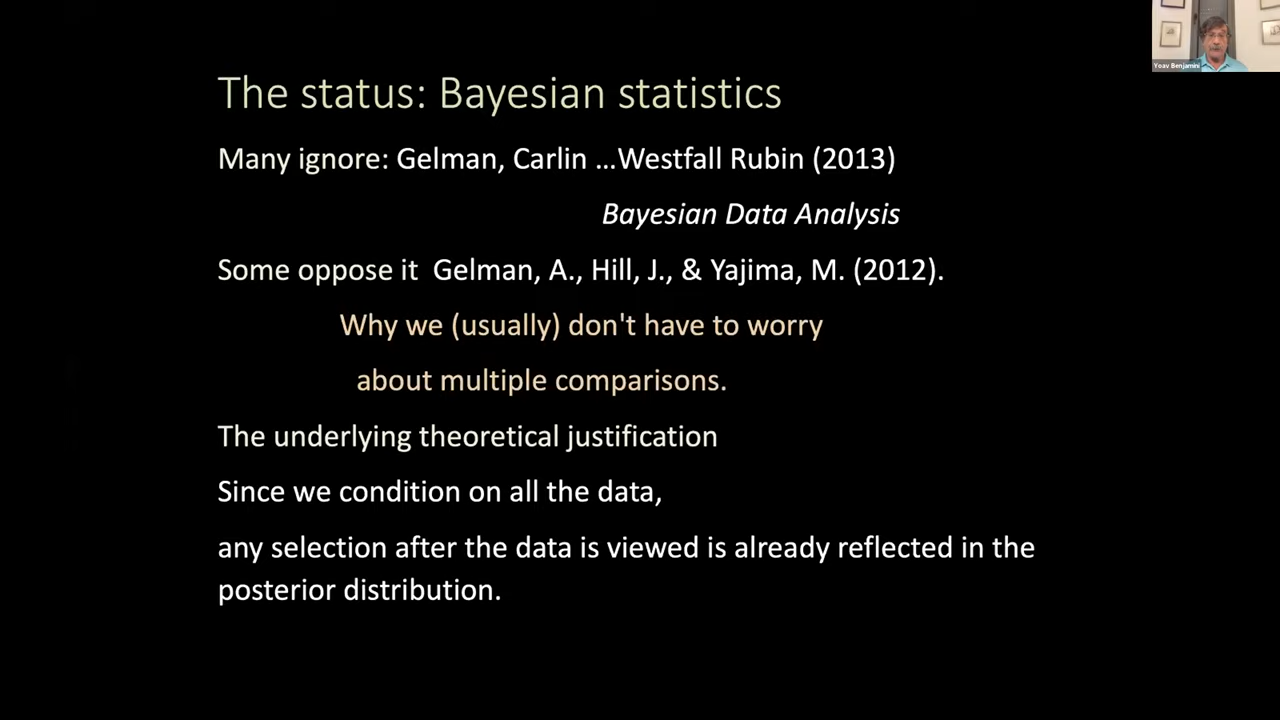 Yoav Benjamini
The status: Bayesian statistics
Many ignore: Gelman, Carlin ...Westfall Rubin (2013)
Bayesian Data Analysis
Some oppose it Gelman, A., Hill, J., & Yajima, M. (2012).
Why we (usually) don't have to worry
about multiple comparisons.
The underlying theoretical justification
Since we condition on all the data,
any selection after the data is viewed is already reflected in the
posterior distribution.